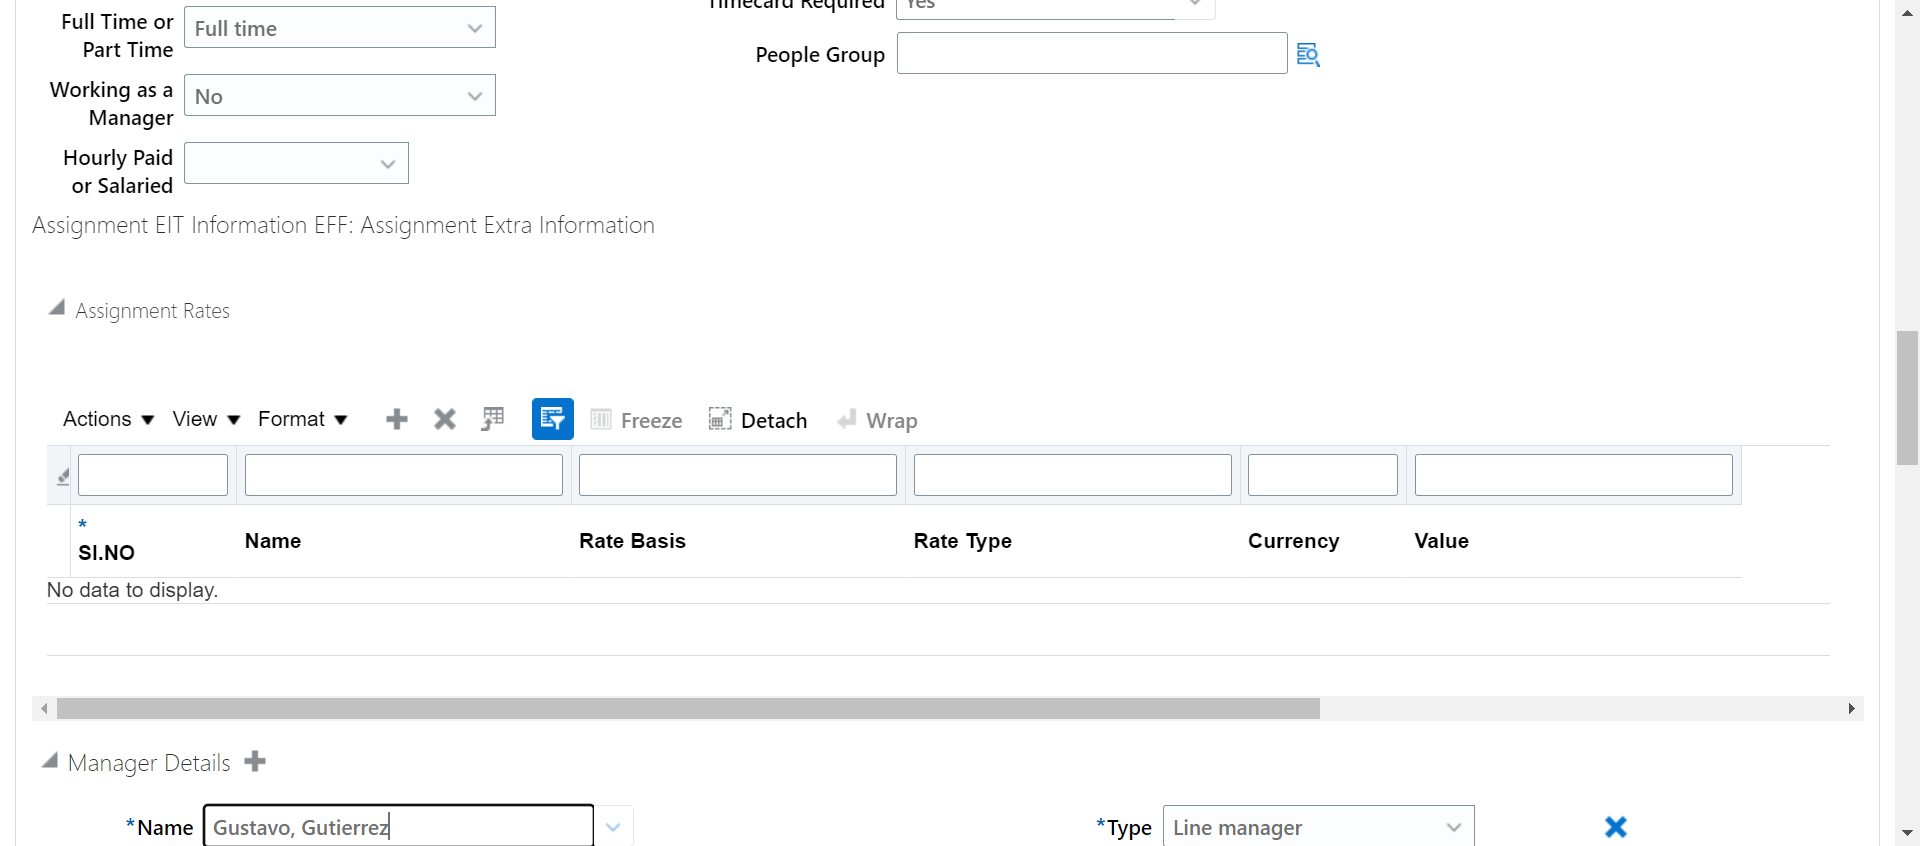 Timecard Required
Yes
Full Time or
Part Time
Full time
People Group
Working as a
Manager
No
Hourly Paid
or Salaried
Assignment EIT Information EFF: Assignment Extra Information
Assignment Rates
Actions View Format Freeze Detach Wrap
* SI.NO Name Rate Basis Rate Type Currency Value
No data to display.
Manager Details
*Name Gustavo, Gutierrez *Type Line manager